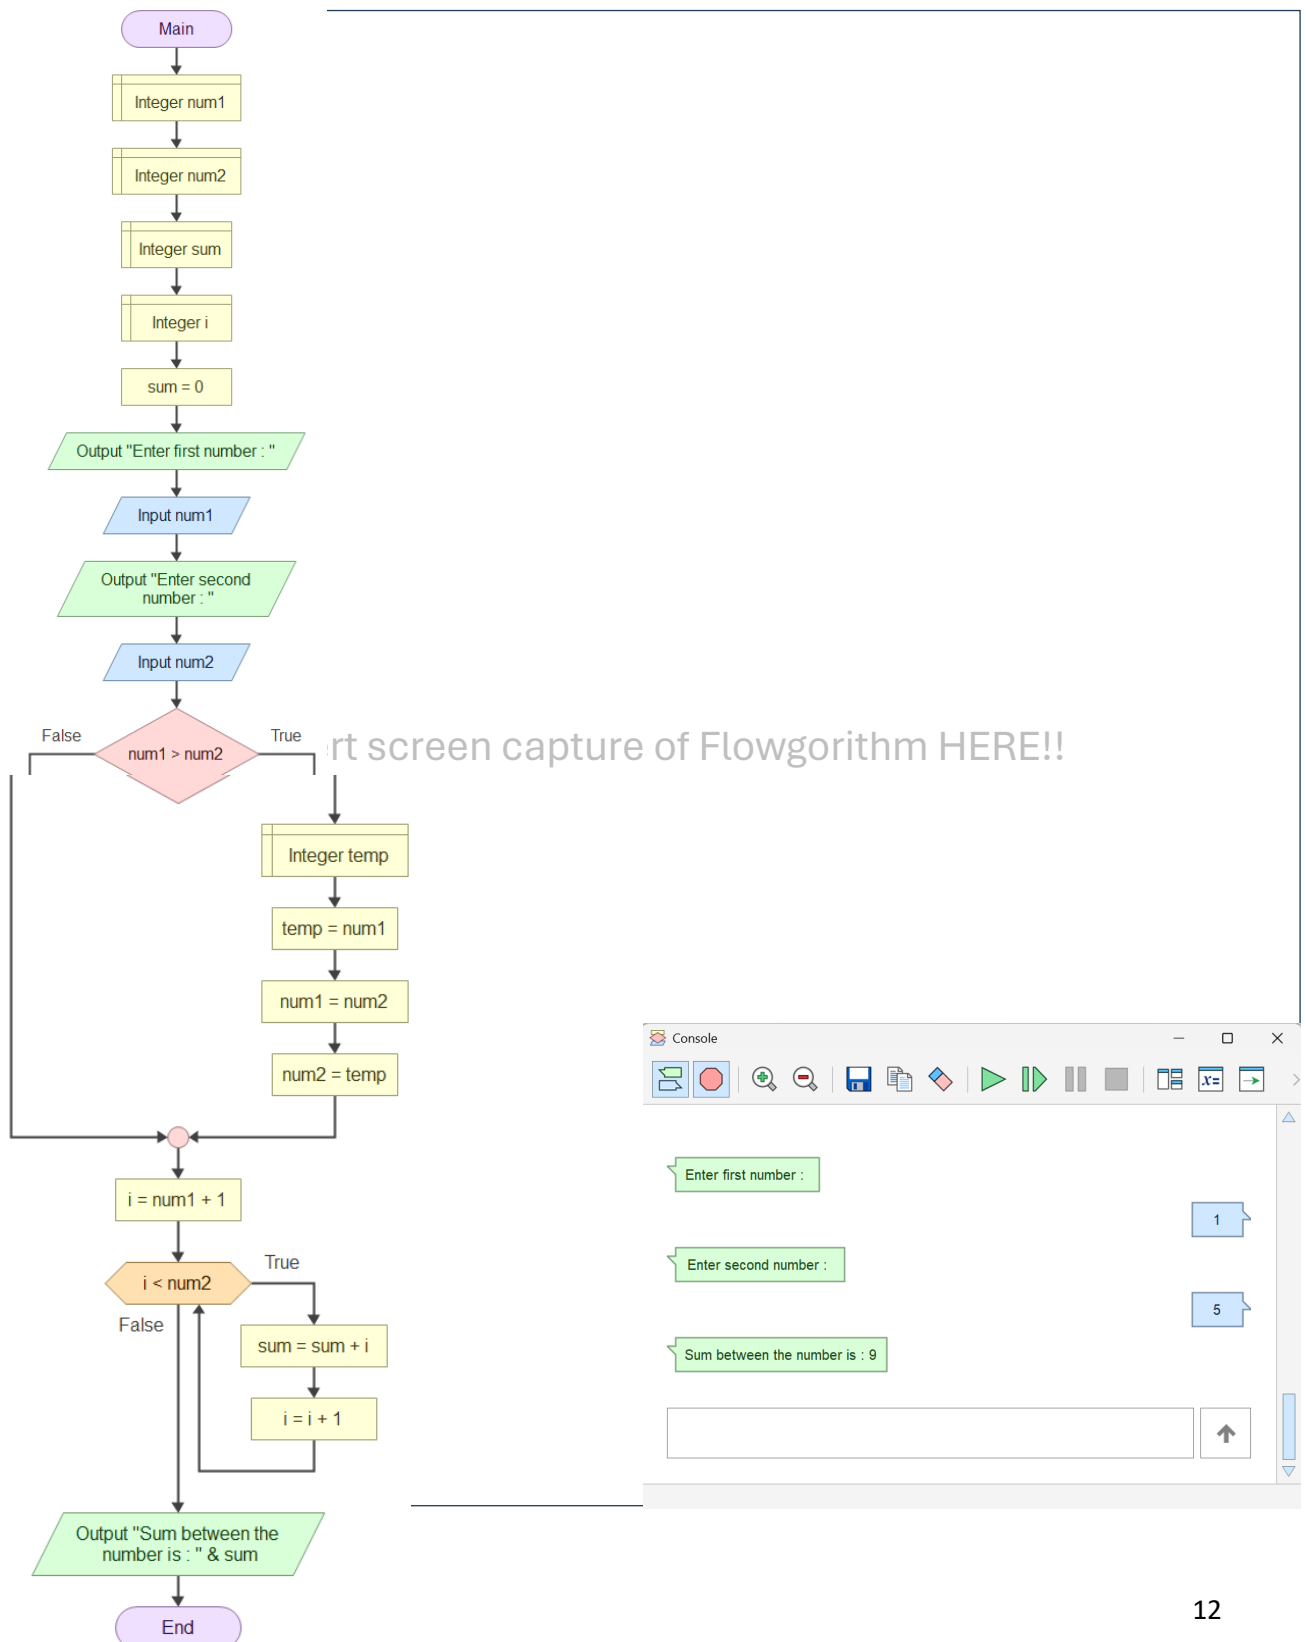 Main
Integer num1
Integer num2
Integer sum
Integer i
sum = 0
Output "Enter first number : "
Input num1
Output "Enter second
number : "
Input num2
False
True
num1 > num2
rt screen capture of Flowgorithm HERE!!
Integer temp
temp = num1
num1 = num2
num2 = temp
i = num1 + 1
True
i < num2
False
sum = sum + i
i = i + 1
Output "Sum between the
number is : " & sum
End
Console
x=
Enter first number :
1
Enter second number :
5
Sum between the number is : 9
12